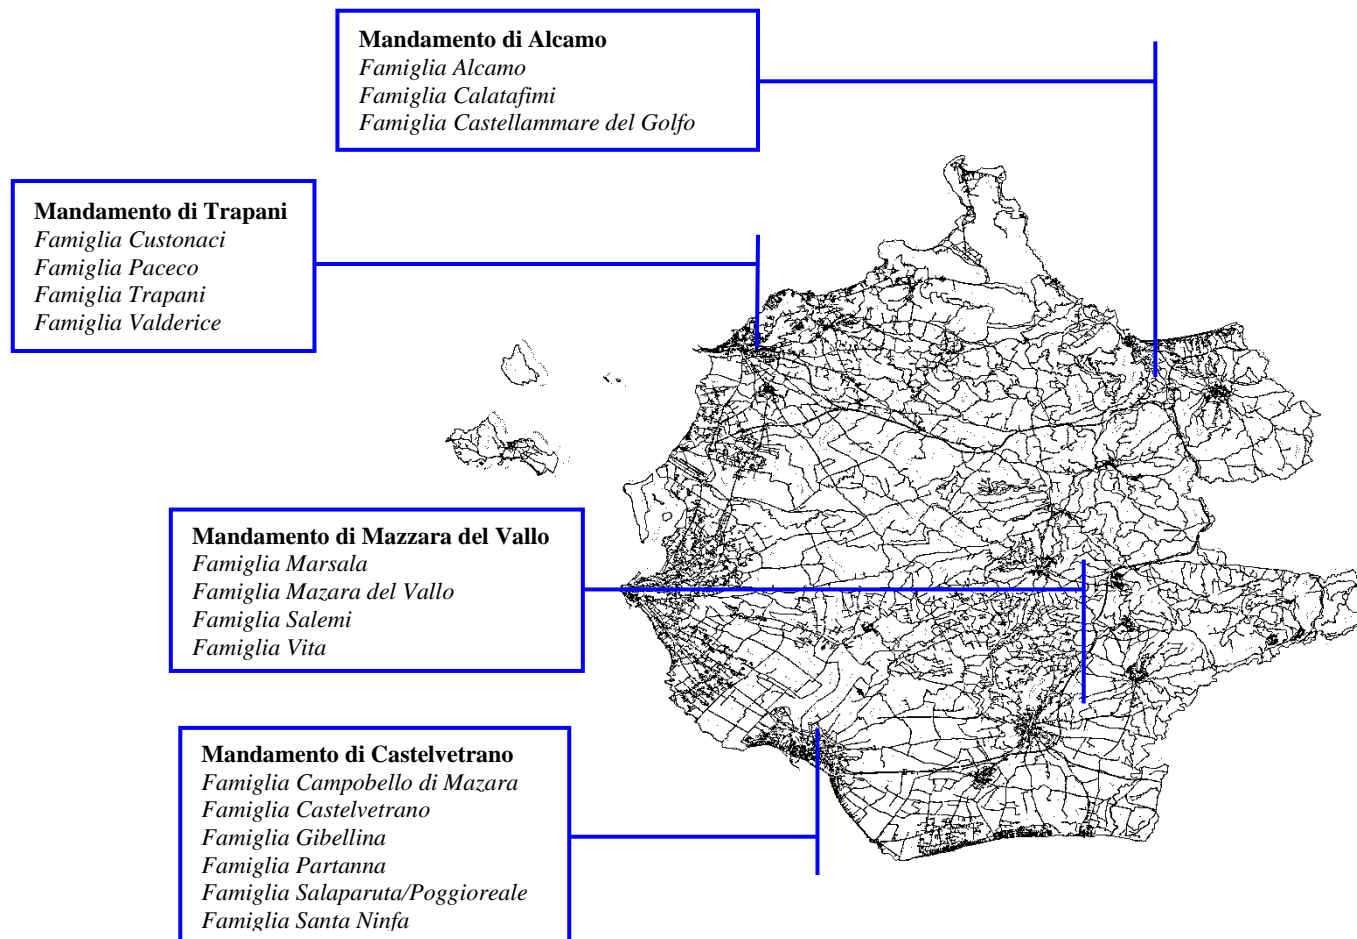 Mandamento di Alcamo
Famiglia Alcamo
Famiglia Calatafimi
Famiglia Castellammare del Golfo
Mandamento di Trapani
Famiglia Custonaci
Famiglia Paceco
Famiglia Trapani
Famiglia Valderice
Mandamento di Mazzara del Vallo
Famiglia Marsala
Famiglia Mazara del Vallo
Famiglia Salemi
Famiglia Vita
Mandamento di Castelvetrano
Famiglia Campobello di Mazara
Famiglia Castelvetrano
Famiglia Gibellina
Famiglia Partanna
Famiglia Salaparuta/Poggioreale
Famiglia Santa Ninfa